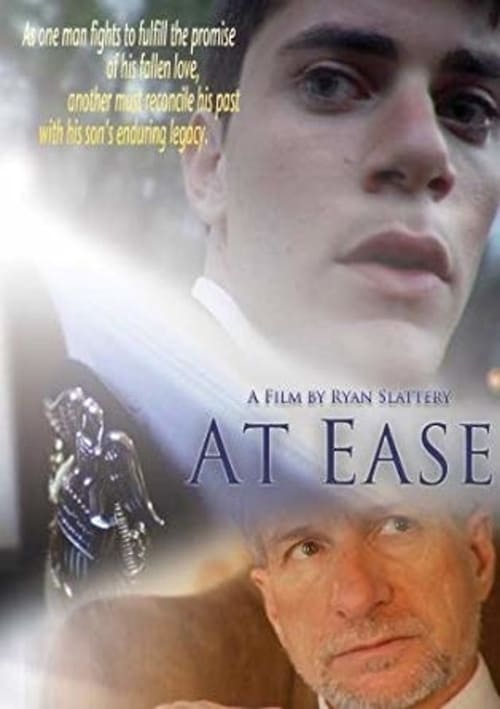 As one man fights to fulfill the promise
of his fallen love,
another must reconcile his past
with his son's enduring legacy.
A Film by Ryan Slattery
At Ease